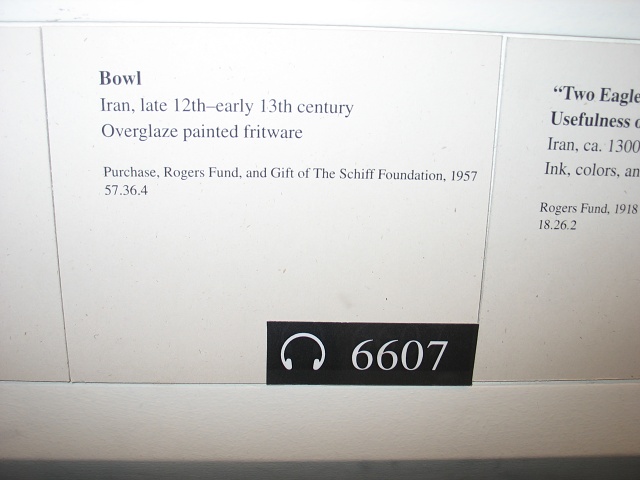 Bowl
Iran, late 12th–early 13th century
Overglaze painted fritware
Purchase, Rogers Fund, and Gift of The Schiff Foundation, 1957
57.36.4
6607
“Two Eagle
Usefulness
Iran, ca. 1300
Ink, colors, an
Rogers Fund, 1918
18.26.2